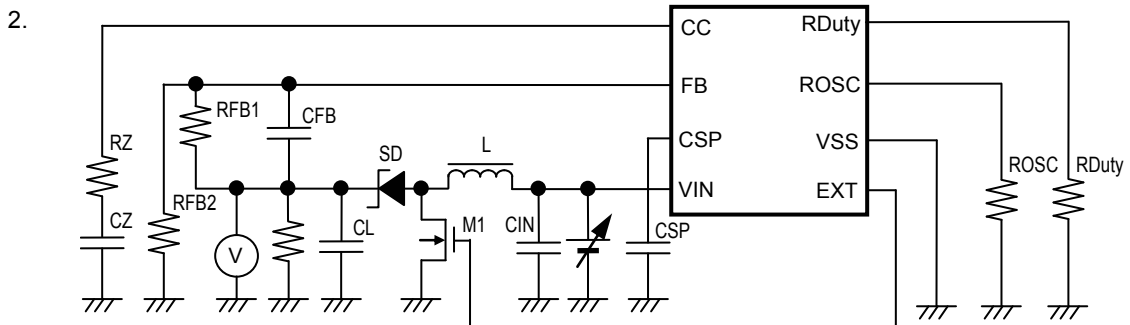 2.
CC
RDuty
FB
ROSC
CSP
VSS
VIN
EXT
RFB1
CFB
RZ
SD
L
RFB2
CZ
V
CL
M1
CIN
CSP
ROSC
RDuty